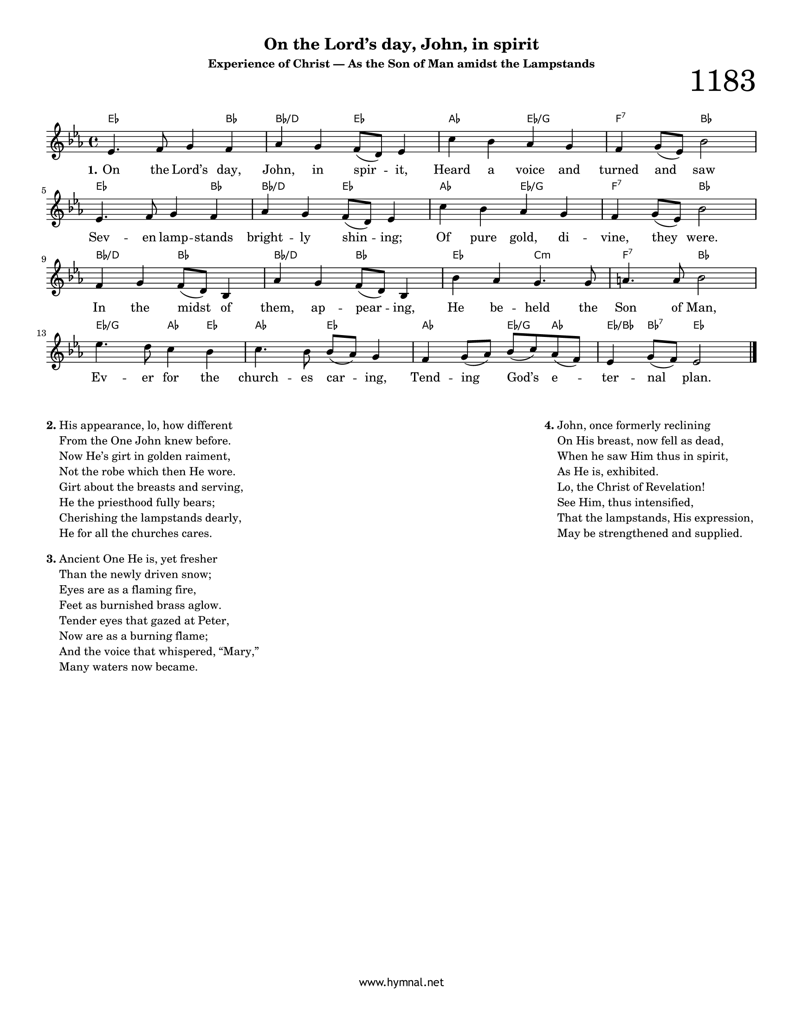 On the Lord's day, John, in spirit
Experience of Christ — As the Son of Man amidst the Lampstands
1183
E♭ B♭ B♭/D E♭ A♭ E♭/G F7 B♭
1. On the Lord's day, John, in spir - it, Heard a voice and turned and saw
5 E♭ B♭ B♭/D E♭ A♭ E♭/G F7 B♭
Sev - en lamp - stands bright - ly shin - ing; Of pure gold, di - vine, they were.
9 B♭/D B♭ B♭/D B♭ E♭ Cm F7 B♭
In the midst of them, ap - pear - ing, He be - held the Son of Man,
13 E♭/G A♭ E♭ A♭ E♭ A♭ E♭/G A♭ E♭/B♭ B♭7 E♭
Ev - er for the church - es car - ing, Tend - ing God's e - ter - nal plan.
2. His appearance, lo, how different
From the One John knew before.
Now He's girt in golden raiment,
Not the robe which then He wore.
Girt about the breasts and serving,
He the priesthood fully bears;
Cherishing the lampstands dearly,
He for all the churches cares.
3. Ancient One He is, yet fresher
Than the newly driven snow;
Eyes are as a flaming fire,
Feet as burnished brass aglow.
Tender eyes that gazed at Peter,
Now are as a burning flame;
And the voice that whispered, “Mary,”
Many waters now became.
4. John, once formerly reclining
On His breast, now fell as dead,
When he saw Him thus in spirit,
As He is, exhibited.
Lo, the Christ of Revelation!
See Him, thus intensified,
That the lampstands, His expression,
May be strengthened and supplied.
www.hymnal.net